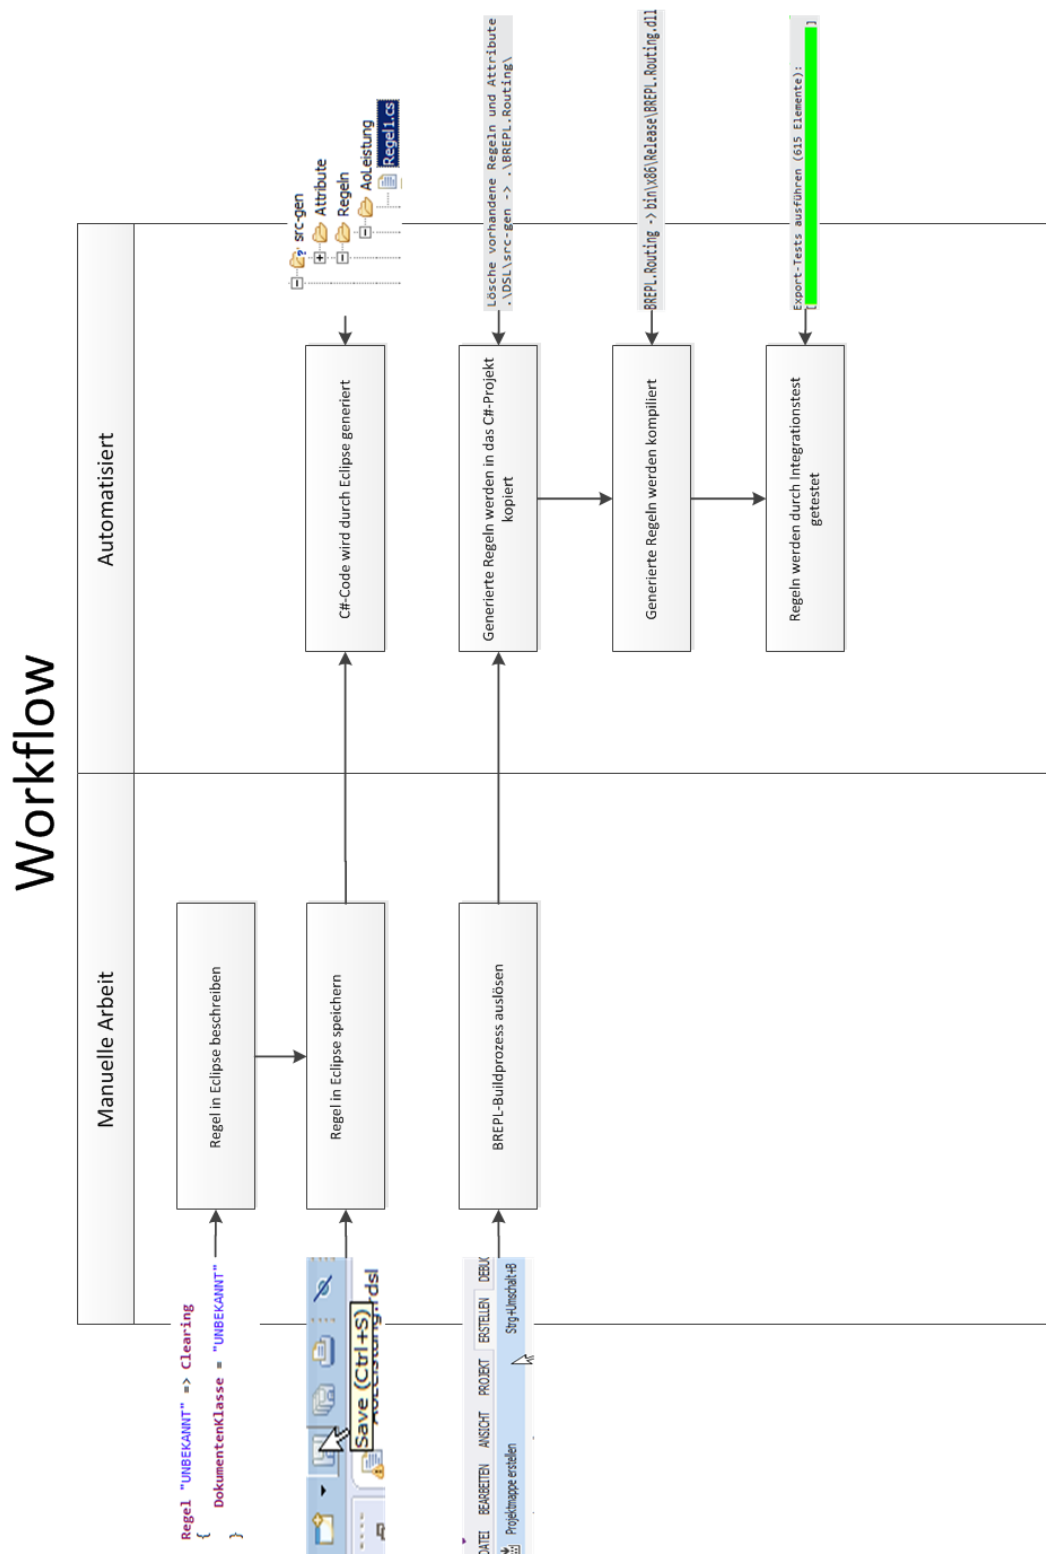 Workflow
Manuelle Arbeit
Automatisiert
Regel "UNBEKANNT" => Clearing
{
DokumentenKlasse = "UNBEKANNT"
}
Regel in Eclipse beschreiben
Save (Ctrl+S)
rdsl
Regel in Eclipse speichern
C#-Code wird durch Eclipse generiert
src-gen
Attribute
Regeln
AoLeistung
Regel1.cs
DATEI BEARBEITEN ANSICHT PROJEKT ERSTELLEN DEBU
Projektmappe erstellen Strg+Umschalt+B
BREPL-Buildprozess auslösen
Generierte Regeln werden in das C#-Projekt
kopiert
Lösche vorhandene Regeln und Attribute
.\DSL\src-gen -> .\BREPL.Routing\
Generierte Regeln werden kompiliert
BREPL.Routing -> bin\x86\Release\BREPL.Routing.dll
Regeln werden durch Integrationstest
getestet
Export-Tests ausführen (615 Elemente):
[ ]